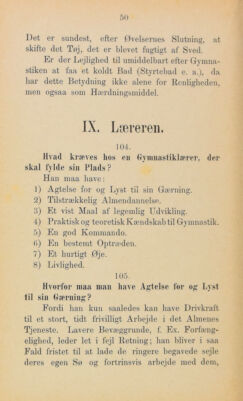 50
Det er sundest, efter Øvelsernes Slutning, at
skifte det Tøj, det er blevet fugtigt af Sved.
Er der Lejlighed til umiddelbart efter Gymna-
stiken at faa et koldt Bad (Styrtebad e. a.), da
har dette Betydning ikke alene for Renligheden,
men ogsaa som Hærdningsmiddel.
IX. Læreren.
104.
Hvad kræves hos en Gymnastiklærer, der
skal fylde sin Plads?
Han maa have:
1) Agtelse for og Lyst til sin Gærning.
2) Tilstrækkelig Almendannelse.
3) Et vist Maal af legemlig Udvikling.
4) Praktisk og teoretisk Kændskab til Gymnastik.
5) En god Kommando.
6) En bestemt Optræden.
7) Et hurtigt Øje.
8) Livlighed.
105.
Hvorfor maa man have Agtelse for og Lyst
til sin Gærning?
Fordi han kun saaledes kan have Drivkraft
til et stort, tidt frivilligt Arbejde i det Almenes
Tjeneste. Lavere Bevæggrunde, f. Ex. Forfæng-
elighed, leder let i fejl Retning; han bliver i saa
Fald fristet til at lade de ringere begavede sejle
deres egen Sø og fortrinsvis arbejde med dem,